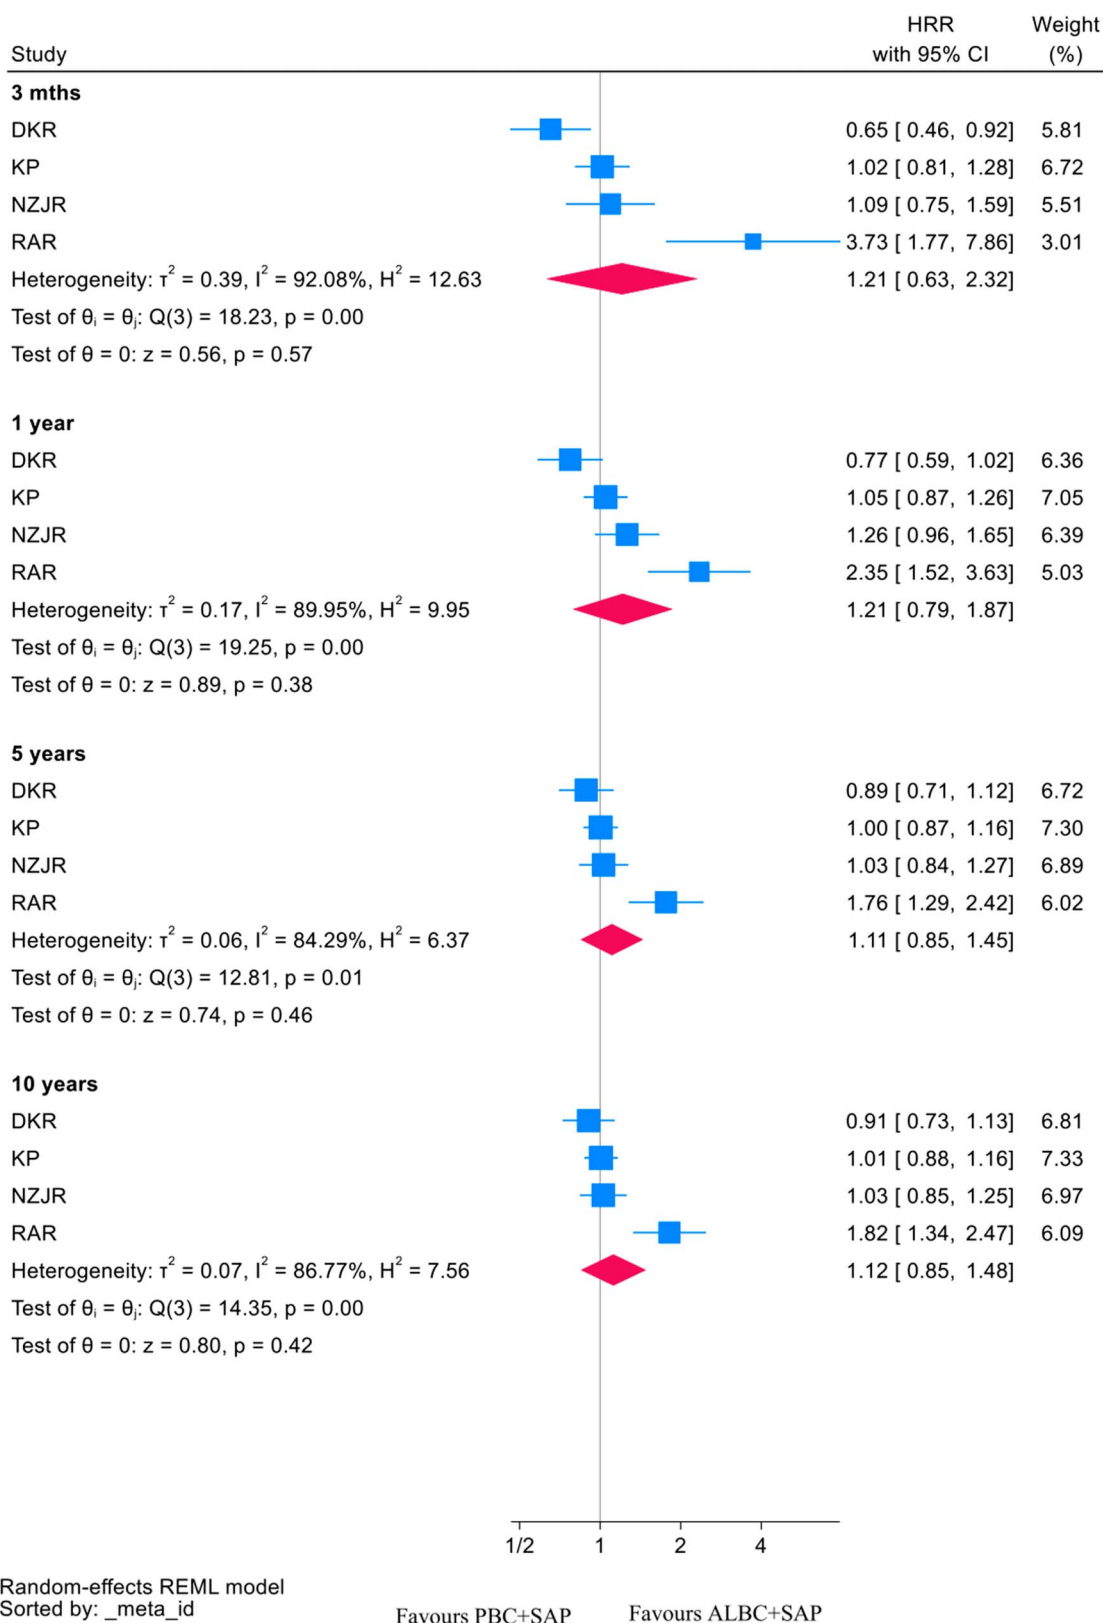 HRR Weight
Study with 95% CI (%)
3 mths
DKR 0.65 [ 0.46, 0.92] 5.81
KP 1.02 [ 0.81, 1.28] 6.72
NZJR 1.09 [ 0.75, 1.59] 5.51
RAR 3.73 [ 1.77, 7.86] 3.01
Heterogeneity: τ² = 0.39, I² = 92.08%, H² = 12.63 1.21 [ 0.63, 2.32]
Test of θᵢ = θⱼ: Q(3) = 18.23, p = 0.00
Test of θ = 0: z = 0.56, p = 0.57
1 year
DKR 0.77 [ 0.59, 1.02] 6.36
KP 1.05 [ 0.87, 1.26] 7.05
NZJR 1.26 [ 0.96, 1.65] 6.39
RAR 2.35 [ 1.52, 3.63] 5.03
Heterogeneity: τ² = 0.17, I² = 89.95%, H² = 9.95 1.21 [ 0.79, 1.87]
Test of θᵢ = θⱼ: Q(3) = 19.25, p = 0.00
Test of θ = 0: z = 0.89, p = 0.38
5 years
DKR 0.89 [ 0.71, 1.12] 6.72
KP 1.00 [ 0.87, 1.16] 7.30
NZJR 1.03 [ 0.84, 1.27] 6.89
RAR 1.76 [ 1.29, 2.42] 6.02
Heterogeneity: τ² = 0.06, I² = 84.29%, H² = 6.37 1.11 [ 0.85, 1.45]
Test of θᵢ = θⱼ: Q(3) = 12.81, p = 0.01
Test of θ = 0: z = 0.74, p = 0.46
10 years
DKR 0.91 [ 0.73, 1.13] 6.81
KP 1.01 [ 0.88, 1.16] 7.33
NZJR 1.03 [ 0.85, 1.25] 6.97
RAR 1.82 [ 1.34, 2.47] 6.09
Heterogeneity: τ² = 0.07, I² = 86.77%, H² = 7.56 1.12 [ 0.85, 1.48]
Test of θᵢ = θⱼ: Q(3) = 14.35, p = 0.00
Test of θ = 0: z = 0.80, p = 0.42
1/2 1 2 4
Random-effects REML model
Sorted by: _meta_id
Favours PBC+SAP Favours ALBC+SAP